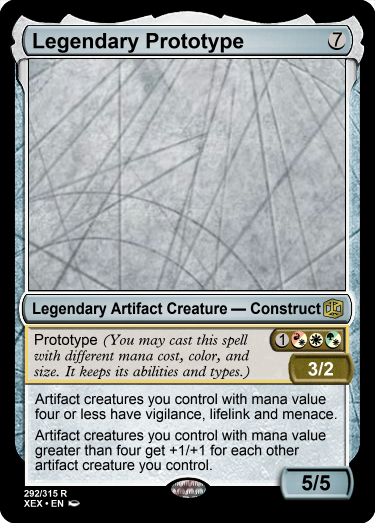 Legendary Prototype 7
Legendary Artifact Creature — Construct
Prototype (You may cast this spell 1
with different mana cost, color, and
size. It keeps its abilities and types.)
3/2
Artifact creatures you control with mana value
four or less have vigilance, lifelink and menace.
Artifact creatures you control with mana value
greater than four get +1/+1 for each other
artifact creature you control.
5/5
292/315 R
XEX • EN